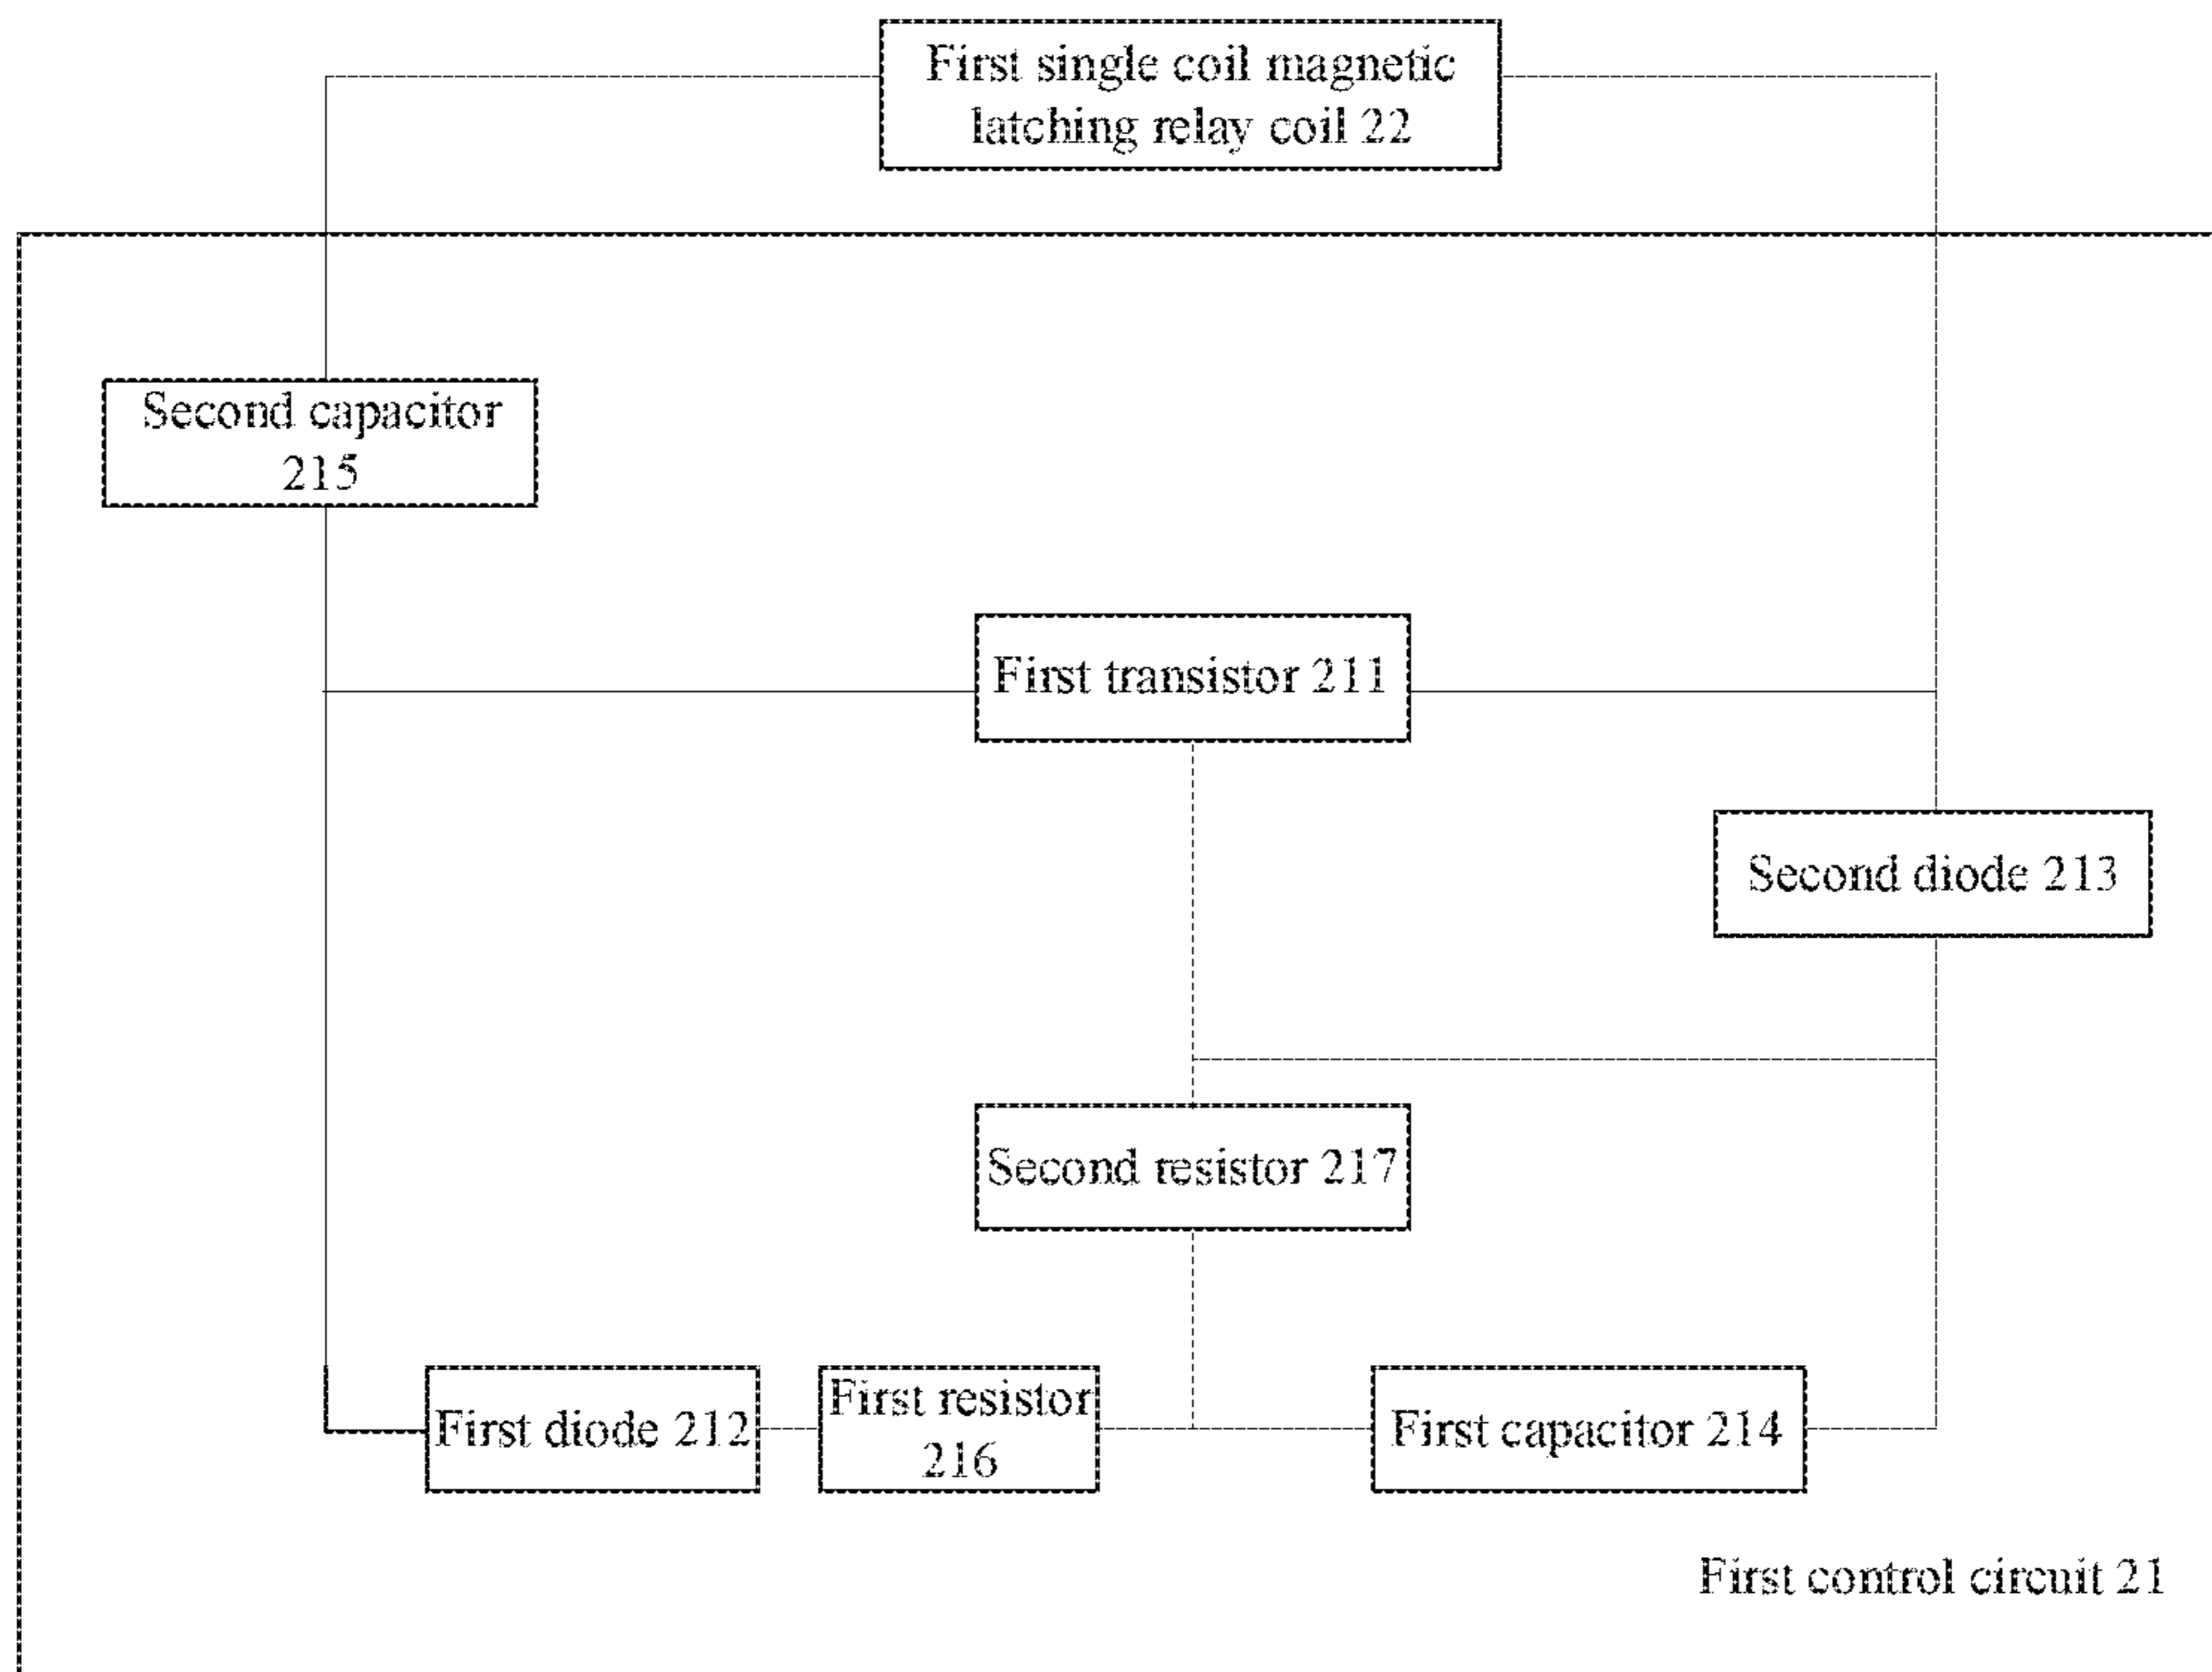 First single coil magnetic
latching relay coil 22
Second capacitor
215
First transistor 211
Second diode 213
Second resistor 217
First diode 212
First resistor
216
First capacitor 214
First control circuit 21